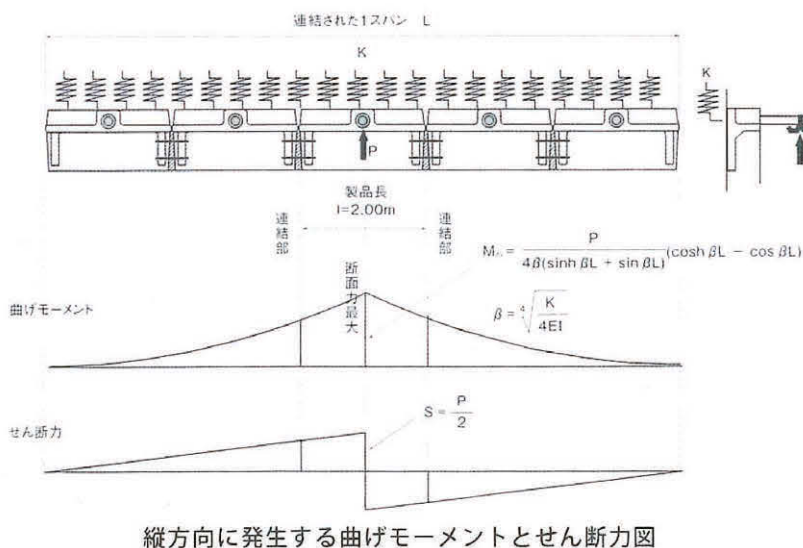 連結された1スパン L
K
K
P
製品長
l=2.00m
連結部
連結部
断面力最大
M = P / 4β(sinh βL + sin βL) (cosh βL − cos βL)
β = ⁴√(K / 4EI)
曲げモーメント
S = P / 2
せん断力
縦方向に発生する曲げモーメントとせん断力図